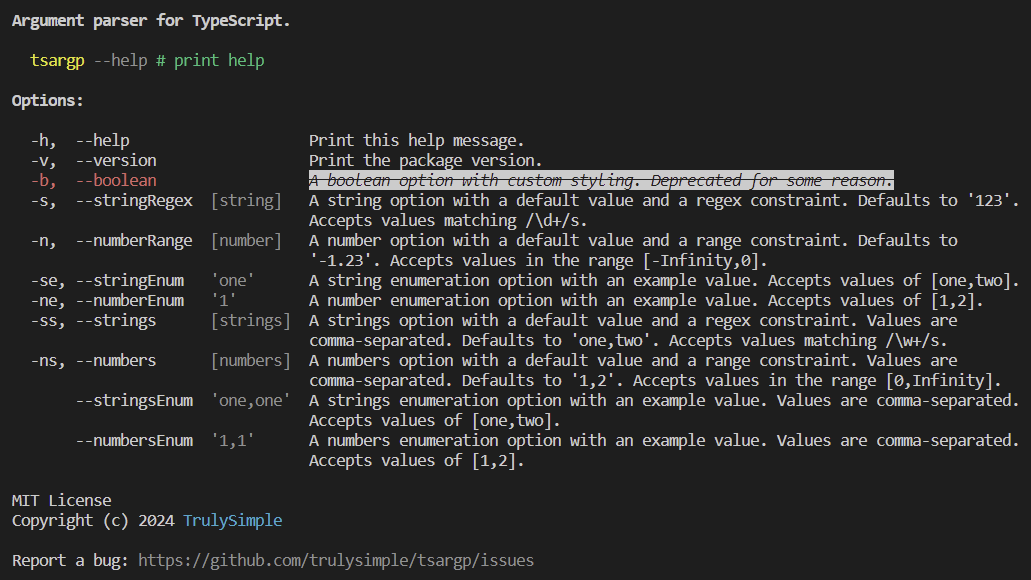 Argument parser for TypeScript.
tsargp --help # print help
Options:
-h, --help Print this help message.
-v, --version Print the package version.
-b, --boolean A boolean option with custom styling. Deprecated for some reason.
-s, --stringRegex [string] A string option with a default value and a regex constraint. Defaults to '123'.
Accepts values matching /\d+/s.
-n, --numberRange [number] A number option with a default value and a range constraint. Defaults to
'-1.23'. Accepts values in the range [-Infinity,0].
-se, --stringEnum 'one' A string enumeration option with an example value. Accepts values of [one,two].
-ne, --numberEnum '1' A number enumeration option with an example value. Accepts values of [1,2].
-ss, --strings [strings] A strings option with a default value and a regex constraint. Values are
comma-separated. Defaults to 'one,two'. Accepts values matching /\w+/s.
-ns, --numbers [numbers] A numbers option with a default value and a range constraint. Values are
comma-separated. Defaults to '1,2'. Accepts values in the range [0,Infinity].
--stringsEnum 'one,one' A strings enumeration option with an example value. Values are comma-separated.
Accepts values of [one,two].
--numbersEnum '1,1' A numbers enumeration option with an example value. Values are comma-separated.
Accepts values of [1,2].
MIT License
Copyright (c) 2024 TrulySimple
Report a bug: https://github.com/trulysimple/tsargp/issues